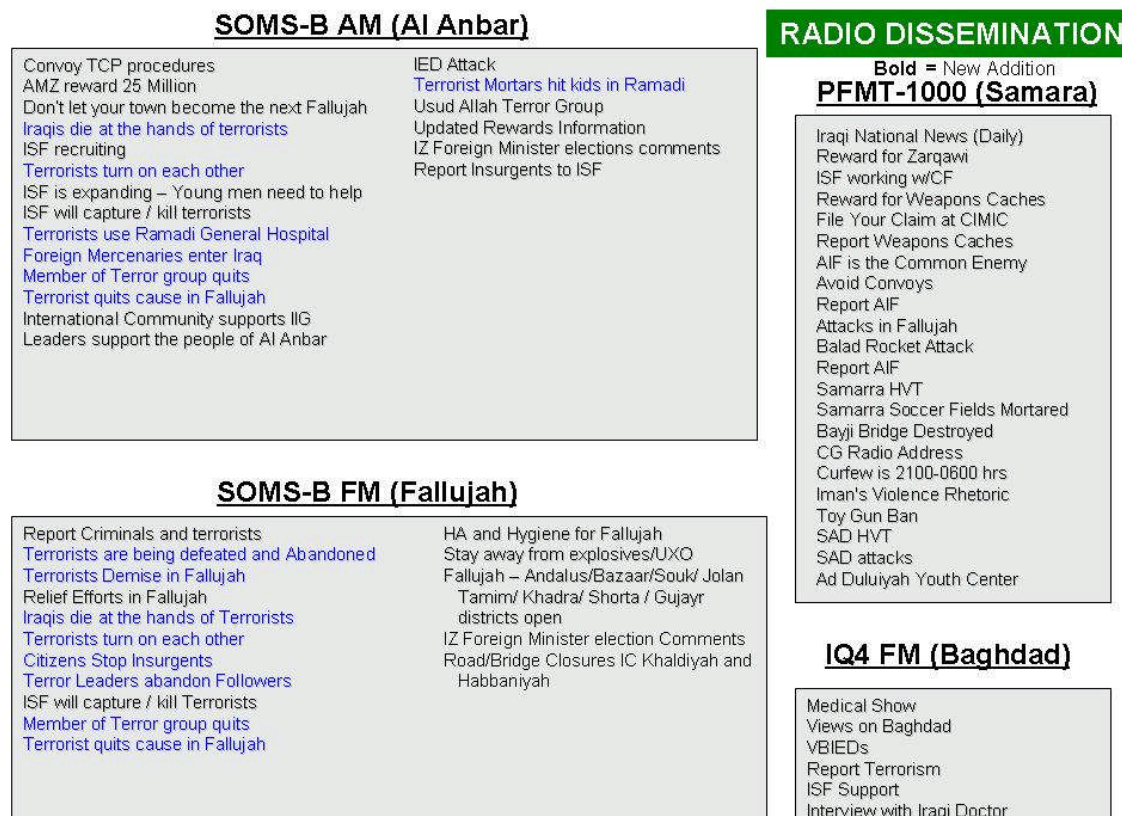 SOMS-B AM (Al Anbar)
Convoy TCP procedures
AMZ reward 25 Million
Don't let your town become the next Fallujah
Iraqis die at the hands of terrorists
ISF recruiting
Terrorists turn on each other
ISF is expanding – Young men need to help
ISF will capture / kill terrorists
Terrorists use Ramadi General Hospital
Foreign Mercenaries enter Iraq
Member of Terror group quits
Terrorist quits cause in Fallujah
International Community supports IIG
Leaders support the people of Al Anbar
IED Attack
Terrorist Mortars hit kids in Ramadi
Usud Allah Terror Group
Updated Rewards Information
IZ Foreign Minister elections comments
Report Insurgents to ISF
SOMS-B FM (Fallujah)
Report Criminals and terrorists
Terrorists are being defeated and Abandoned
Terrorists Demise in Fallujah
Relief Efforts in Fallujah
Iraqis die at the hands of Terrorists
Terrorists turn on each other
Citizens Stop Insurgents
Terror Leaders abandon Followers
ISF will capture / kill Terrorists
Member of Terror group quits
Terrorist quits cause in Fallujah
HA and Hygiene for Fallujah
Stay away from explosives/UXO
Fallujah – Andalus/Bazaar/Souk/ Jolan
Tamim/ Khadra/ Shorta / Gujayr
districts open
IZ Foreign Minister election Comments
Road/Bridge Closures IC Khaldiyah and
Habbaniyah
RADIO DISSEMINATION
Bold = New Addition
PFMT-1000 (Samara)
Iraqi National News (Daily)
Reward for Zarqawi
ISF working w/CF
Reward for Weapons Caches
File Your Claim at CIMIC
Report Weapons Caches
AIF is the Common Enemy
Avoid Convoys
Report AIF
Attacks in Fallujah
Balad Rocket Attack
Report AIF
Samarra HVT
Samarra Soccer Fields Mortared
Bayji Bridge Destroyed
CG Radio Address
Curfew is 2100-0600 hrs
Iman's Violence Rhetoric
Toy Gun Ban
SAD HVT
SAD attacks
Ad Duluiyah Youth Center
IQ4 FM (Baghdad)
Medical Show
Views on Baghdad
VBIEDs
Report Terrorism
ISF Support
Interview with Iraqi Doctor